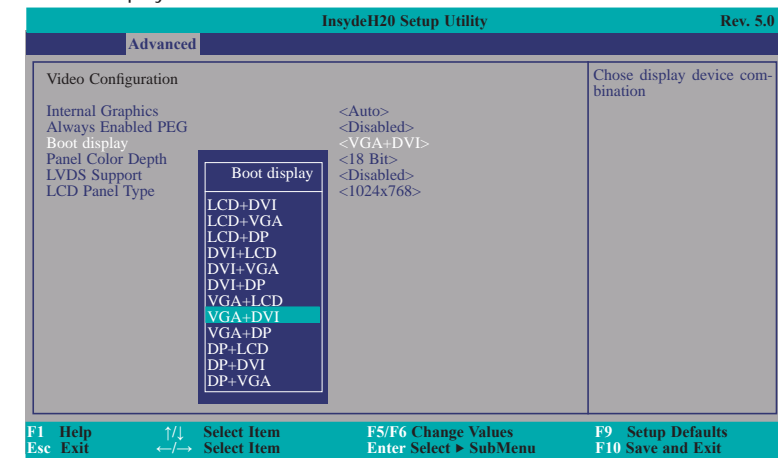 InsydeH20 Setup Utility Rev. 5.0
Advanced
Video Configuration
Internal Graphics <Auto>
Always Enabled PEG <Disabled>
Boot display <VGA+DVI>
Panel Color Depth <18 Bit>
LVDS Support <Disabled>
LCD Panel Type <1024x768>
Boot display
LCD+DVI
LCD+VGA
LCD+DP
DVI+LCD
DVI+VGA
DVI+DP
VGA+LCD
VGA+DVI
VGA+DP
DP+LCD
DP+DVI
DP+VGA
Chose display device com-
bination
F1 Help ↑/↓ Select Item F5/F6 Change Values F9 Setup Defaults
Esc Exit ←/→ Select Item Enter Select ▶ SubMenu F10 Save and Exit